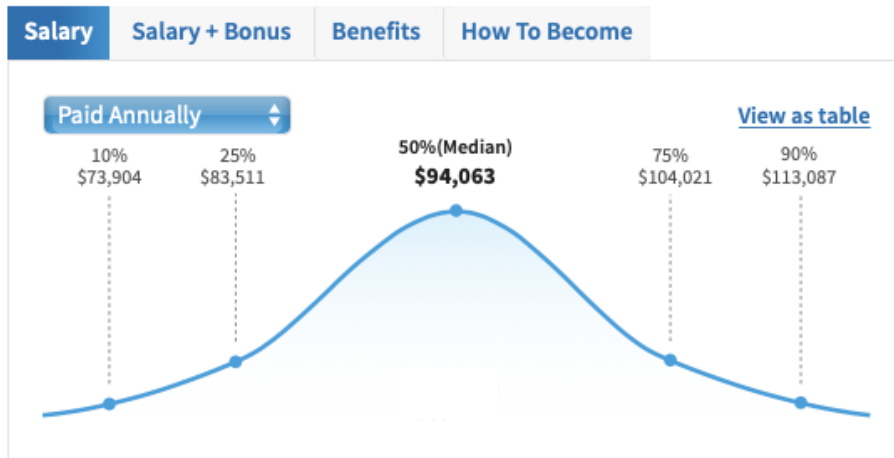 Salary Salary + Bonus Benefits How To Become
Paid Annually
View as table
10%
$73,904
25%
$83,511
50%(Median)
$94,063
75%
$104,021
90%
$113,087